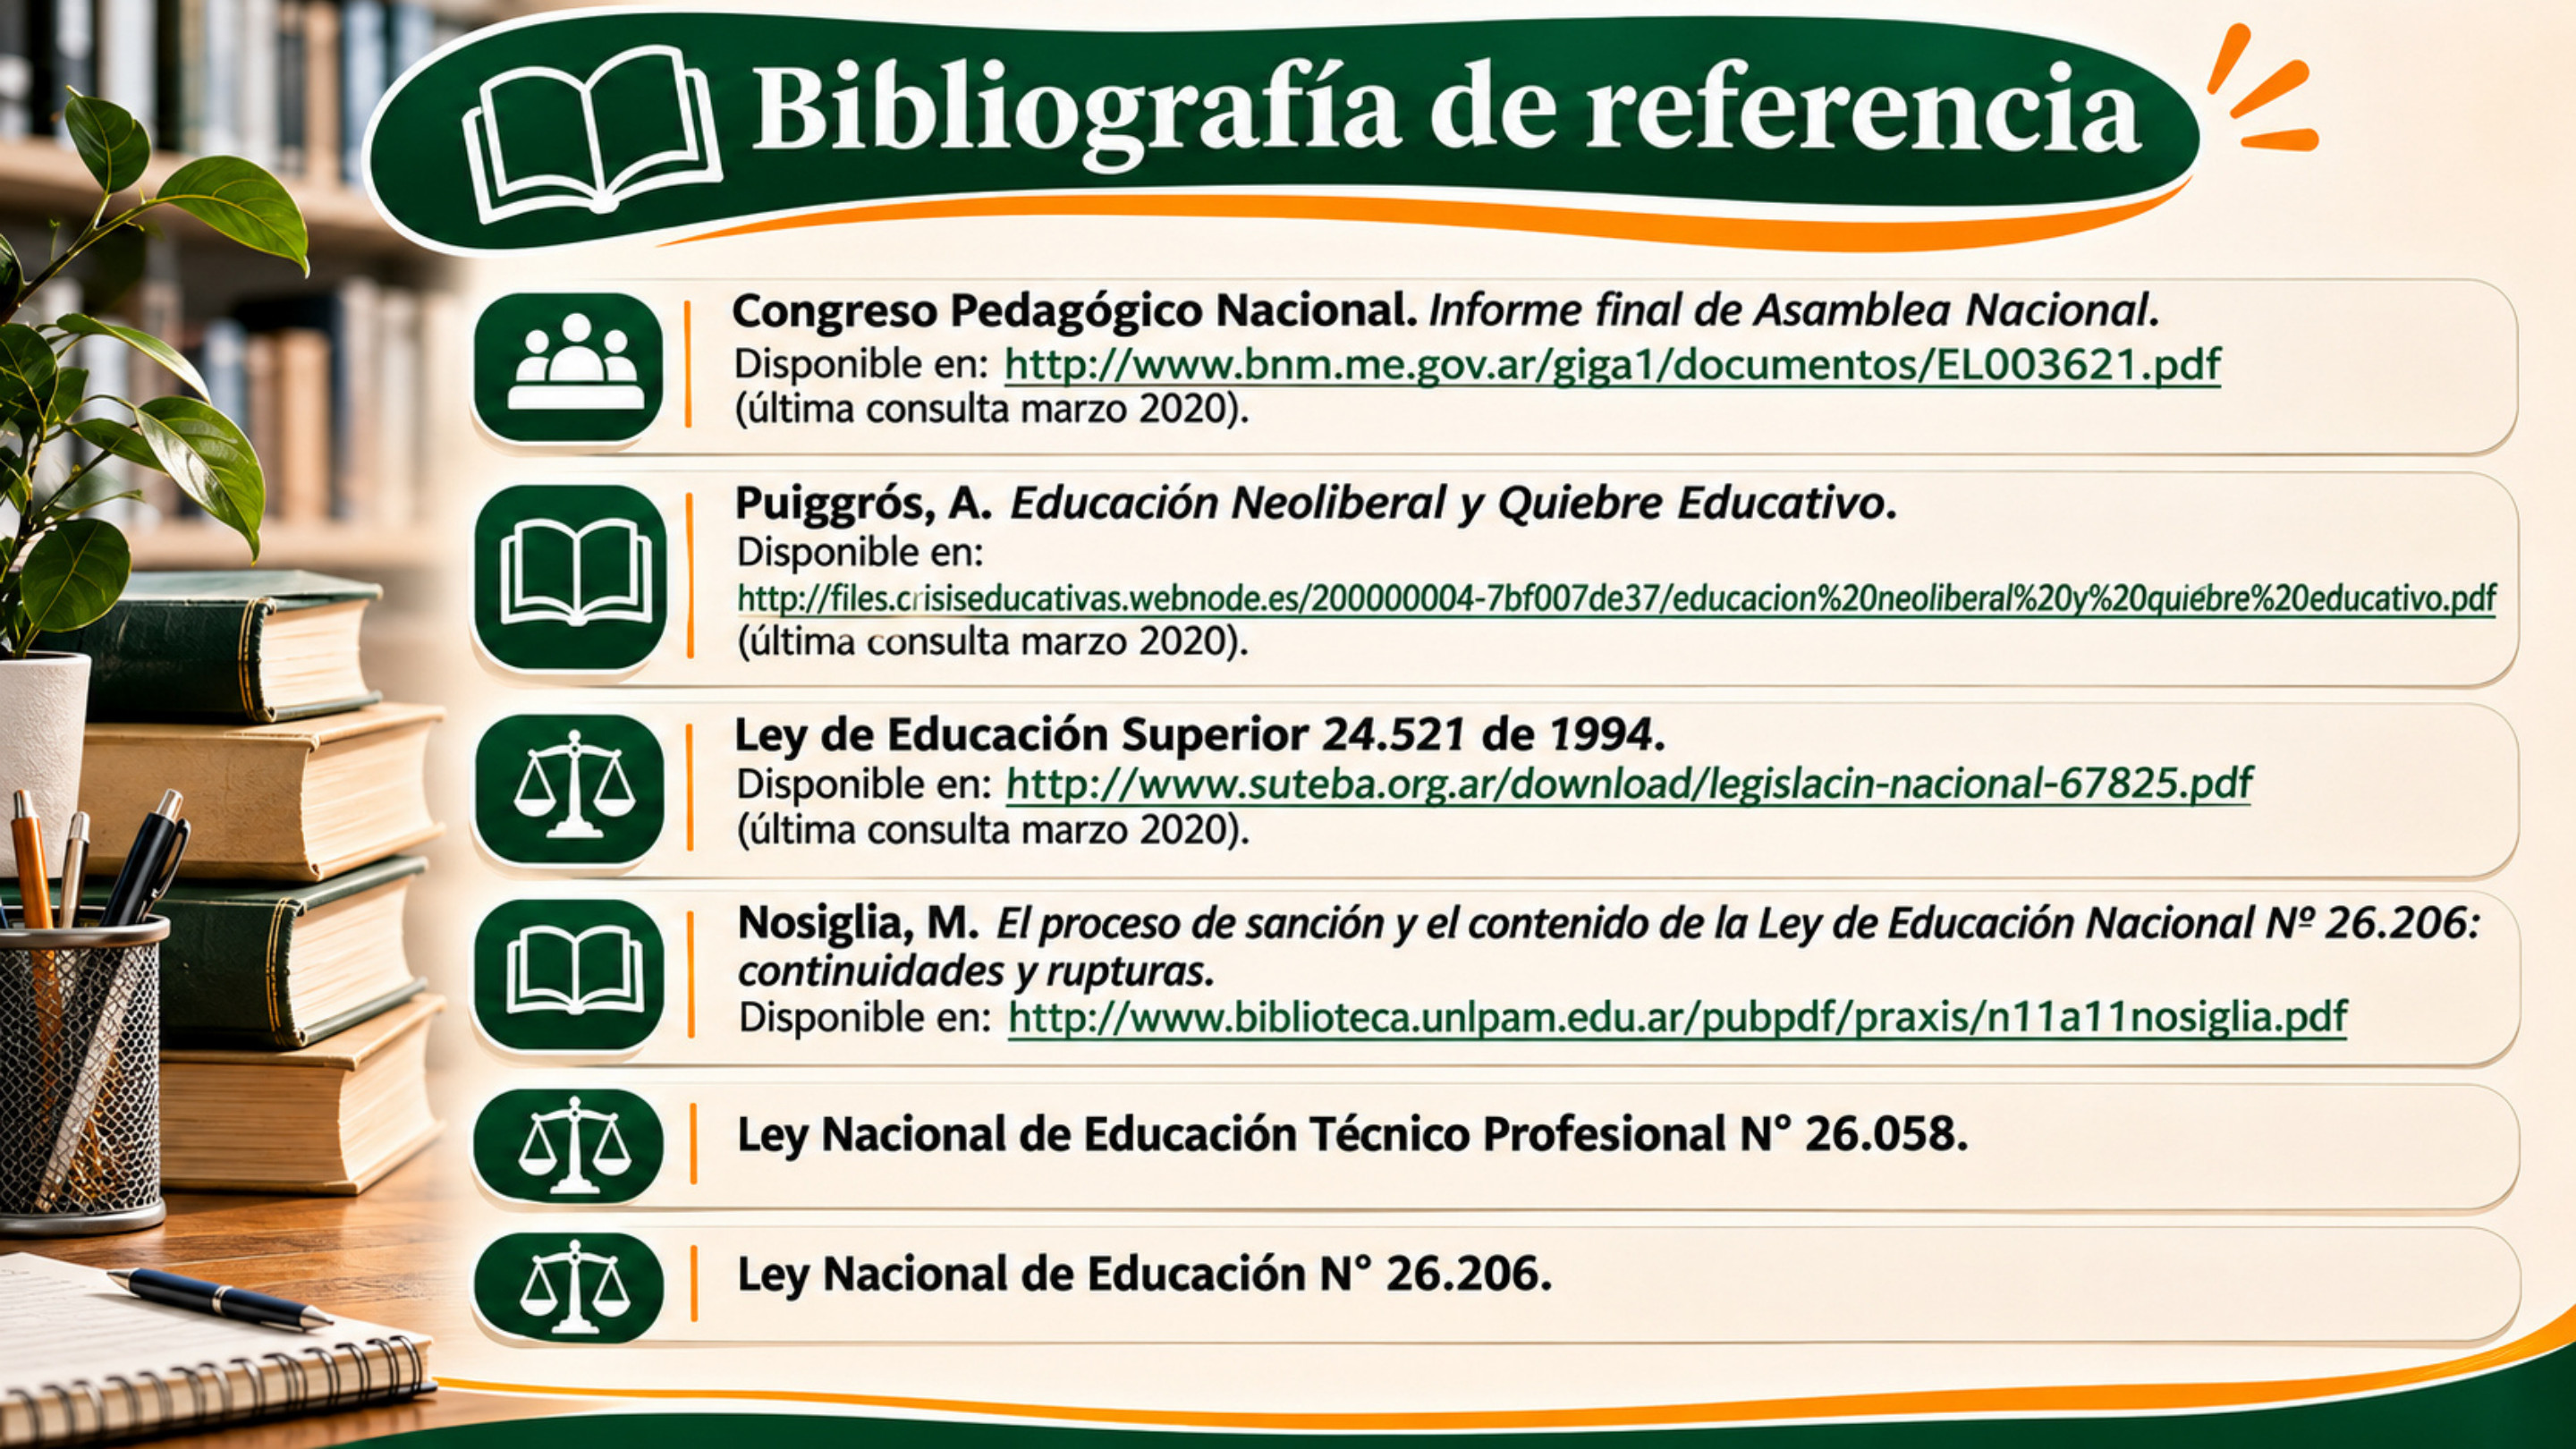 Bibliografía de referencia
Congreso Pedagógico Nacional. Informe final de Asamblea Nacional.
Disponible en: http://www.bnm.me.gov.ar/giga1/documentos/EL003621.pdf
(última consulta marzo 2020).
Puiggrós, A. Educación Neoliberal y Quiebre Educativo.
Disponible en:
http://files.crisiseducativas.webnode.es/200000004-7bf007de37/educacion%20neoliberal%20y%20quiebre%20educativo.pdf
(última consulta marzo 2020).
Ley de Educación Superior 24.521 de 1994.
Disponible en: http://www.suteba.org.ar/download/legislacin-nacional-67825.pdf
(última consulta marzo 2020).
Nosiglia, M. El proceso de sanción y el contenido de la Ley de Educación Nacional Nº 26.206:
continuidades y rupturas.
Disponible en: http://www.biblioteca.unlpam.edu.ar/pubpdf/praxis/n11a11nosiglia.pdf
Ley Nacional de Educación Técnico Profesional N° 26.058.
Ley Nacional de Educación N° 26.206.